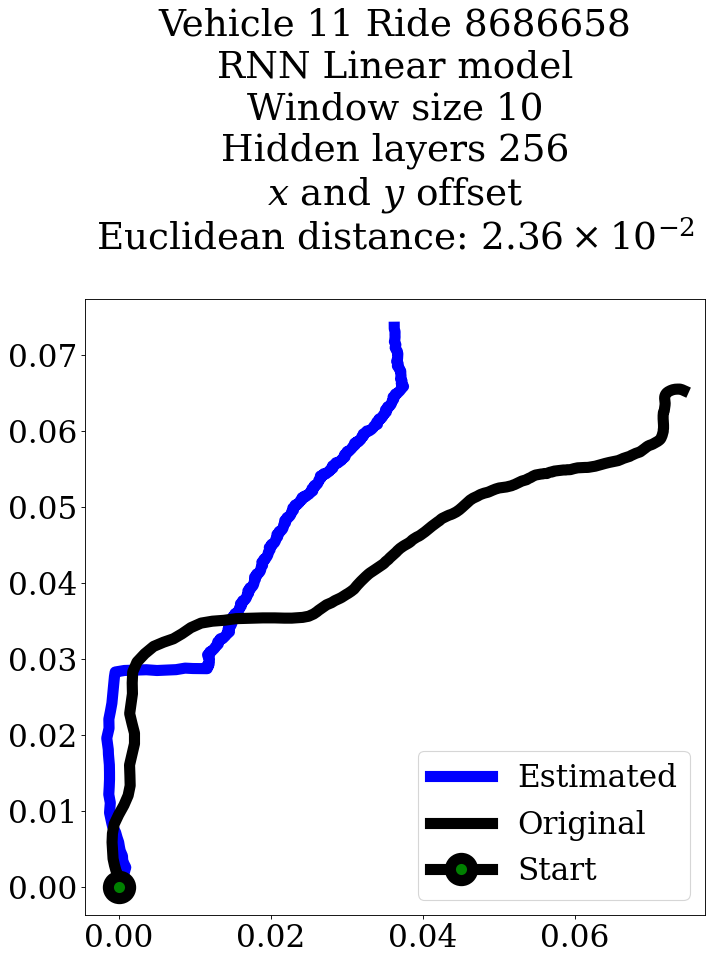 Vehicle 11 Ride 8686658
RNN Linear model
Window size 10
Hidden layers 256
x and y offset
Euclidean distance: 2.36 × 10⁻²
0.07
0.06
0.05
0.04
0.03
0.02
0.01
0.00
Estimated
Original
Start
0.00 0.02 0.04 0.06